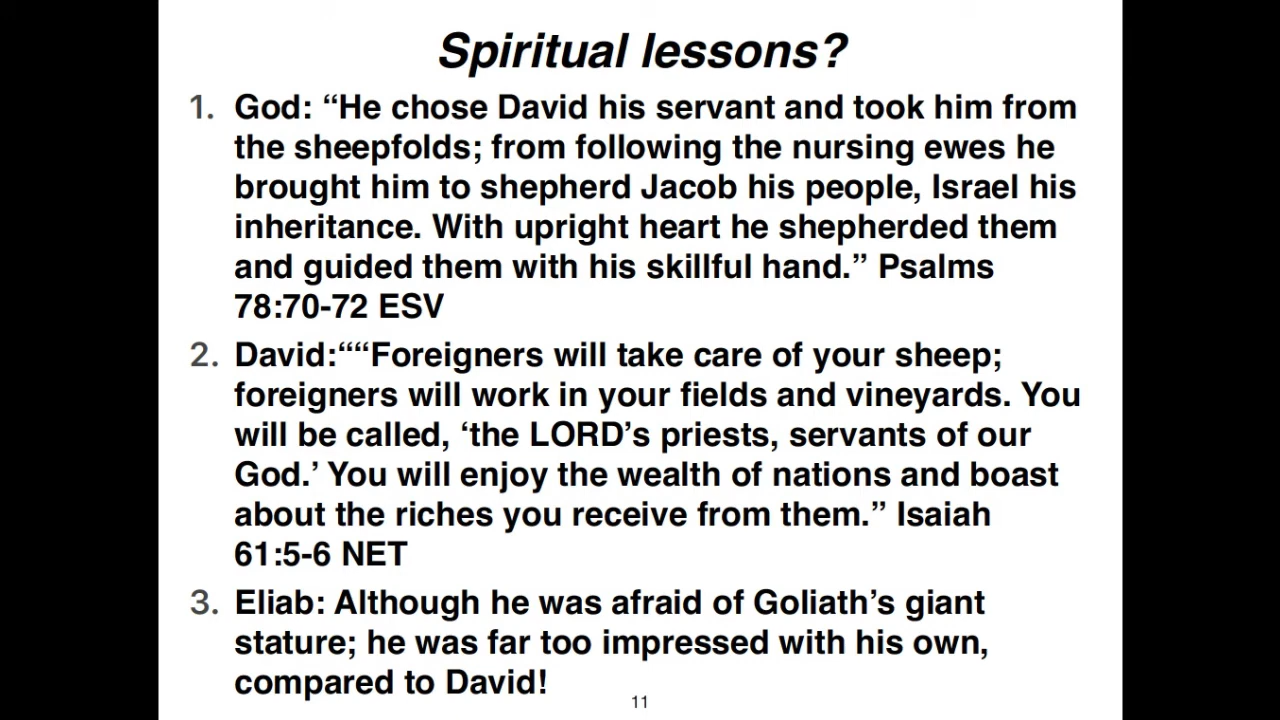 Spiritual lessons?
1. God: “He chose David his servant and took him from
the sheepfolds; from following the nursing ewes he
brought him to shepherd Jacob his people, Israel his
inheritance. With upright heart he shepherded them
and guided them with his skillful hand.” Psalms
78:70-72 ESV
2. David:““Foreigners will take care of your sheep;
foreigners will work in your fields and vineyards. You
will be called, ‘the LORD’s priests, servants of our
God.’ You will enjoy the wealth of nations and boast
about the riches you receive from them.” Isaiah
61:5-6 NET
3. Eliab: Although he was afraid of Goliath’s giant
stature; he was far too impressed with his own,
compared to David!
11